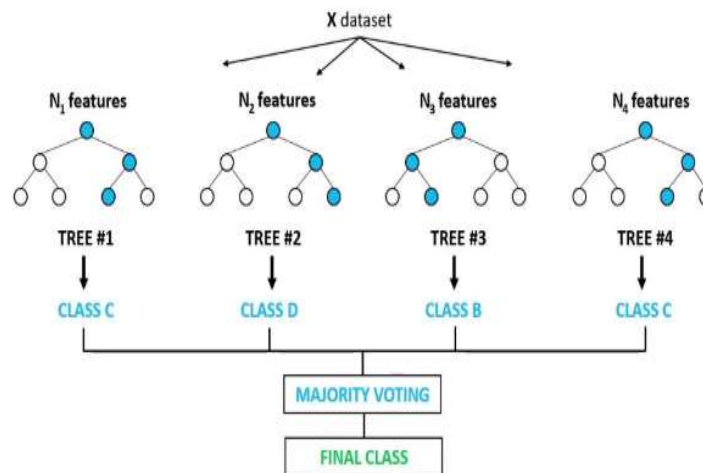 X dataset
N₁ features N₂ features N₃ features N₄ features
TREE #1 TREE #2 TREE #3 TREE #4
CLASS C CLASS D CLASS B CLASS C
MAJORITY VOTING
FINAL CLASS